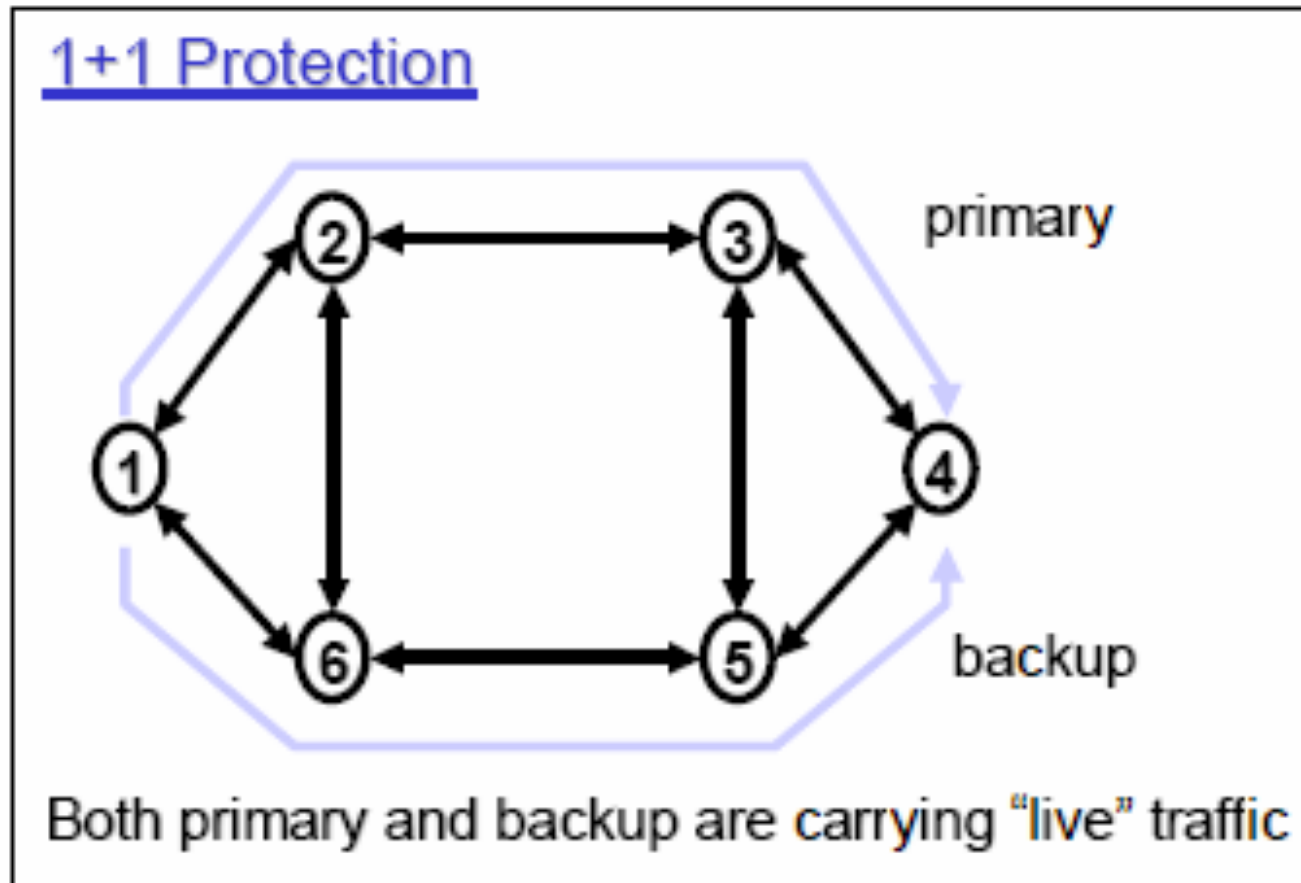 1+1 Protection
2
3
primary
1
4
6
5
backup
Both primary and backup are carrying “live” traffic